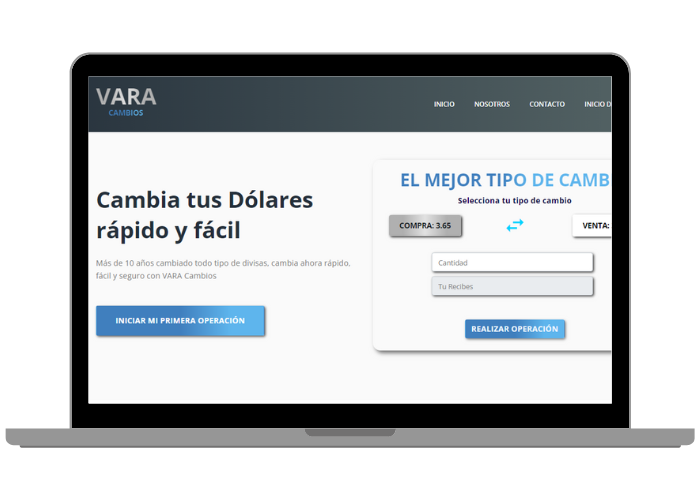 VARA
CAMBIOS
INICIO NOSOTROS CONTACTO INICIO D
Cambia tus Dólares
rápido y fácil
Más de 10 años cambiado todo tipo de divisas, cambia ahora rápido,
fácil y seguro con VARA Cambios
INICIAR MI PRIMERA OPERACIÓN
EL MEJOR TIPO DE CAMB
Selecciona tu tipo de cambio
COMPRA: 3.65
VENTA:
Cantidad
Tu Recibes
REALIZAR OPERACIÓN